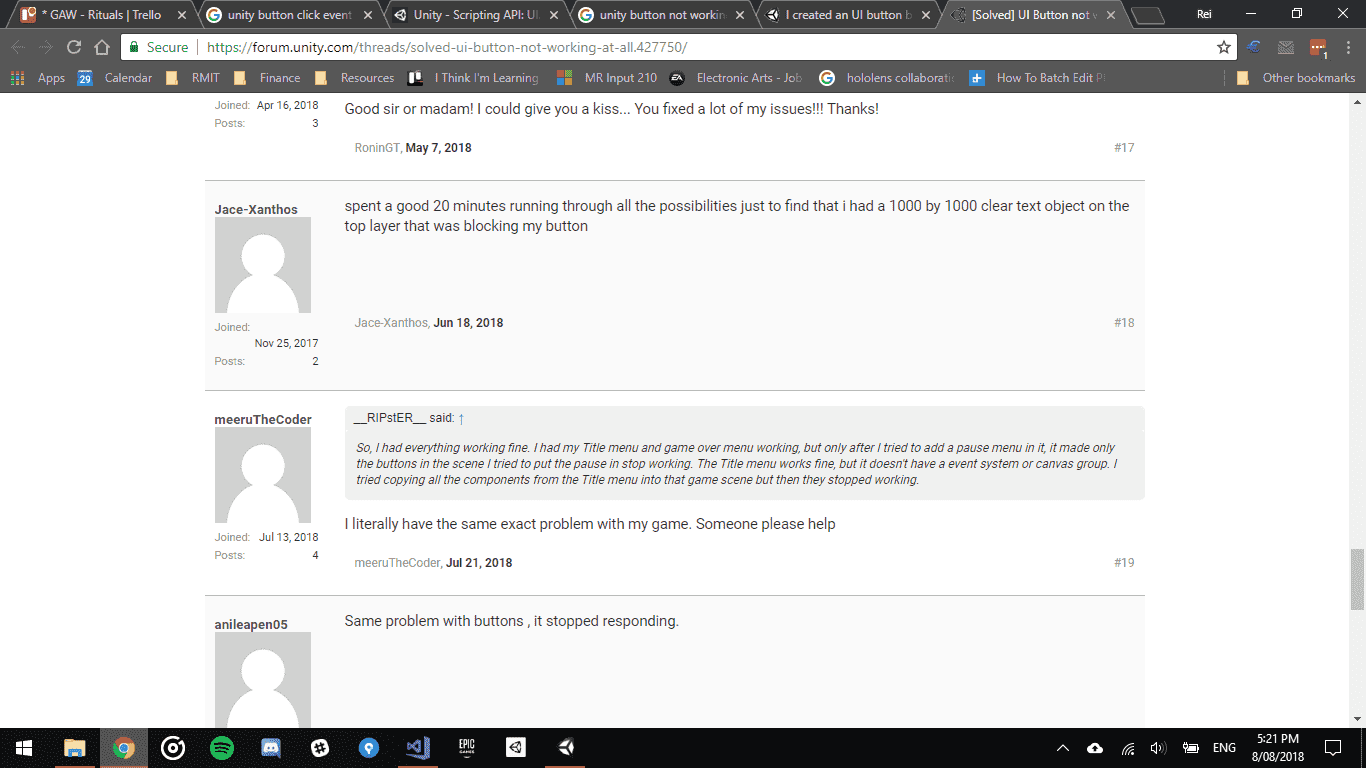 * GAW - Rituals | Trello
unity button click event
Unity - Scripting API: UI.
unity button not workin
I created an UI button b
[Solved] UI Button not w
Rei
Secure
https://forum.unity.com/threads/solved-ui-button-not-working-at-all.427750/
1
Apps
29
Calendar
RMIT
Finance
Resources
I Think I'm Learning
MR Input 210
EA
Electronic Arts - Job
hololens collaborati
How To Batch Edit Pi
Other bookmarks
Joined: Apr 16, 2018
Posts: 3
Good sir or madam! I could give you a kiss... You fixed a lot of my issues!!! Thanks!
RoninGT, May 7, 2018
#17
Jace-Xanthos
Joined:
Nov 25, 2017
Posts: 2
spent a good 20 minutes running through all the possibilities just to find that i had a 1000 by 1000 clear text object on the
top layer that was blocking my button
Jace-Xanthos, Jun 18, 2018
#18
meeruTheCoder
Joined: Jul 13, 2018
Posts: 4
__RIPstER__ said: ↑
So, I had everything working fine. I had my Title menu and game over menu working, but only after I tried to add a pause menu in it, it made only
the buttons in the scene I tried to put the pause in stop working. The Title menu works fine, but it doesn't have a event system or canvas group. I
tried copying all the components from the Title menu into that game scene but then they stopped working.
I literally have the same exact problem with my game. Someone please help
meeruTheCoder, Jul 21, 2018
#19
anileapen05
Same problem with buttons , it stopped responding.
EPIC
GAMES
ENG
5:21 PM
8/08/2018